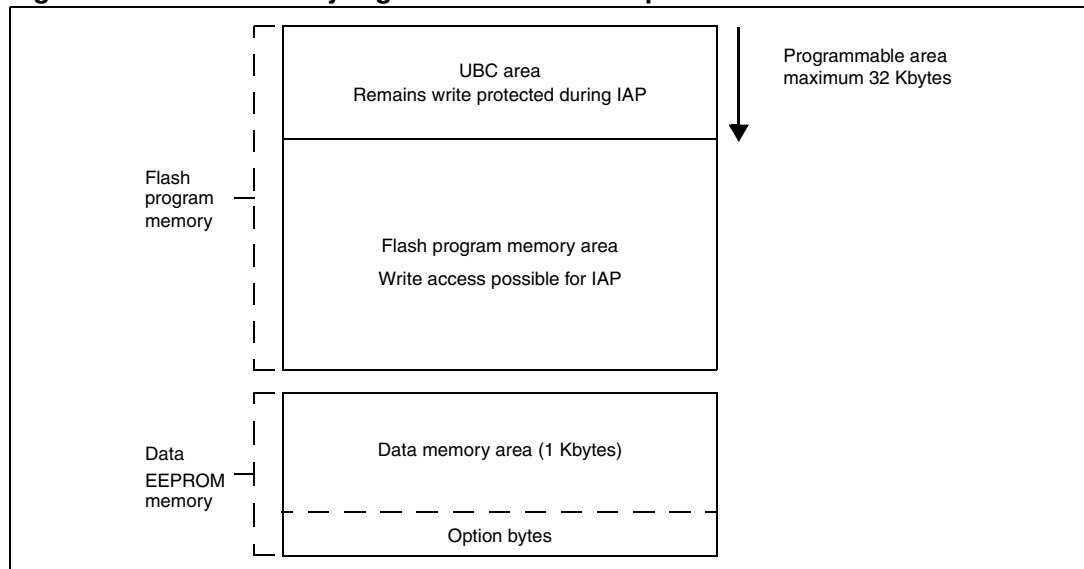 UBC area
Remains write protected during IAP
Programmable area
maximum 32 Kbytes
Flash
program
memory
Flash program memory area
Write access possible for IAP
Data
EEPROM
memory
Data memory area (1 Kbytes)
Option bytes